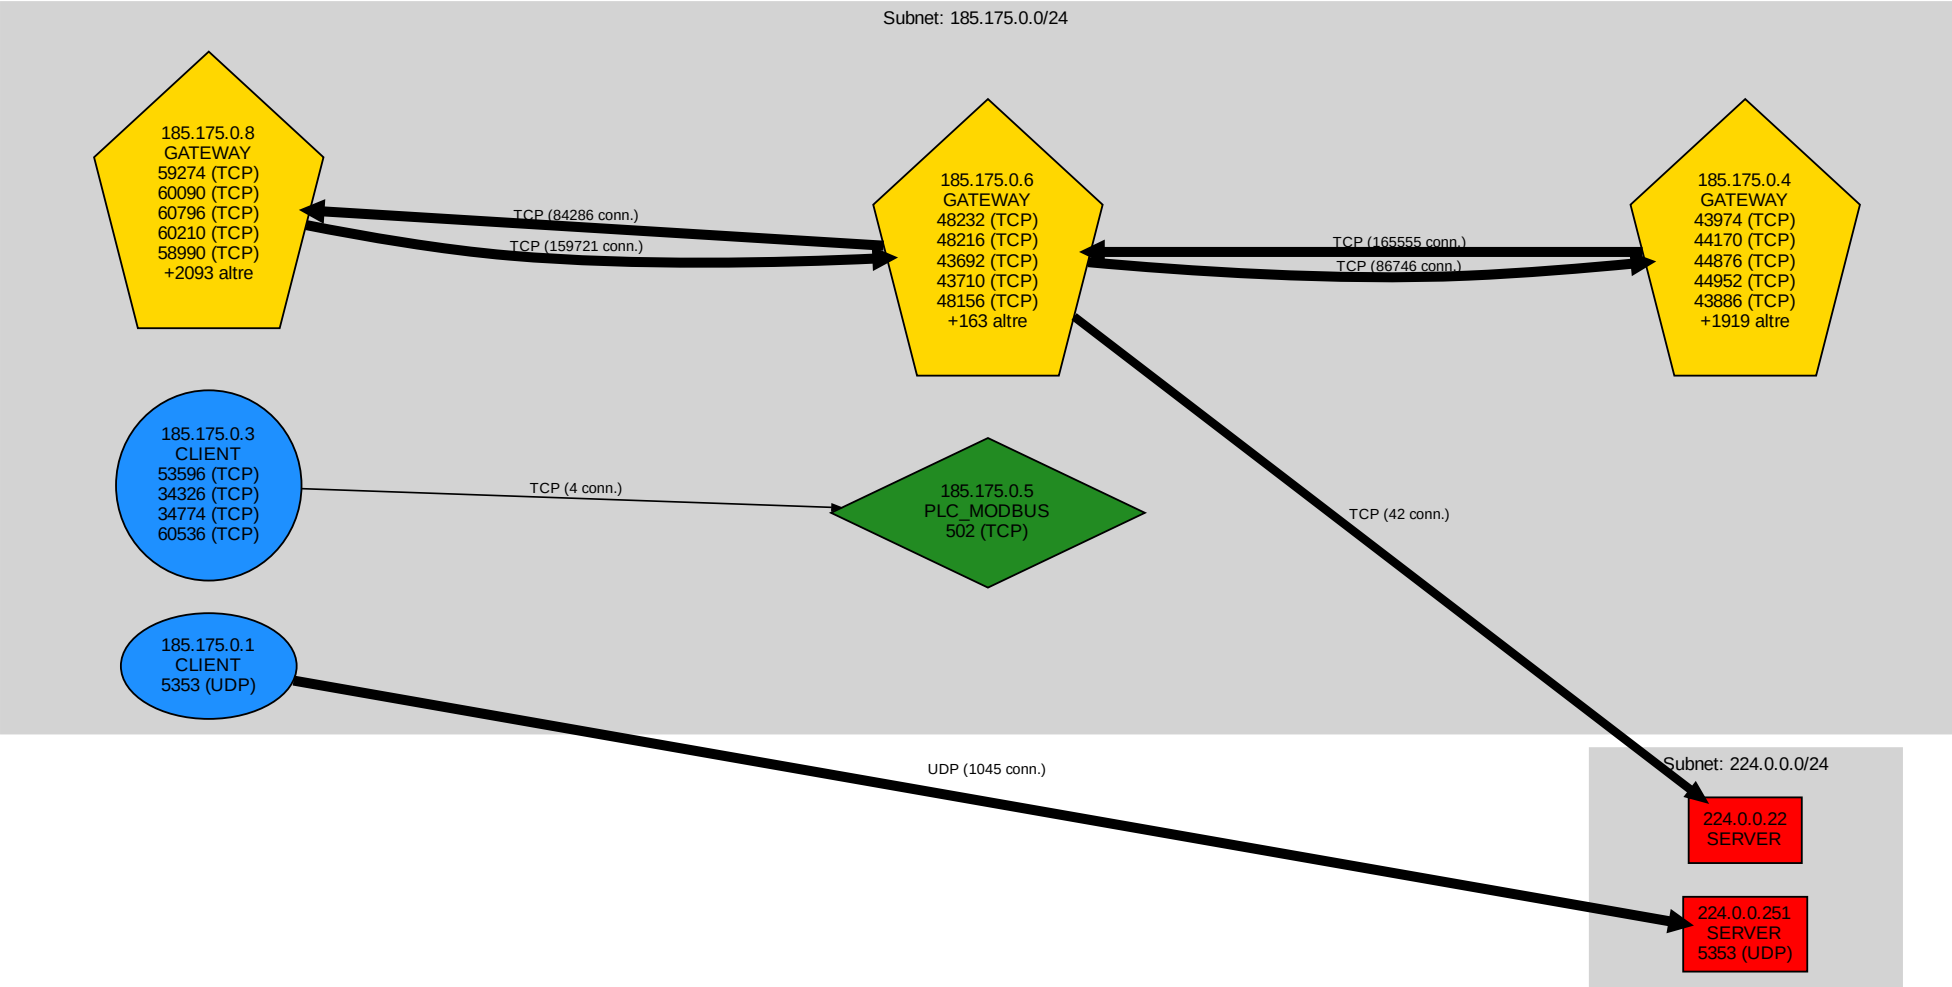 Subnet: 185.175.0.0/24
185.175.0.8
GATEWAY
59274 (TCP)
60090 (TCP)
60796 (TCP)
60210 (TCP)
58990 (TCP)
+2093 altre
TCP (84286 conn.)
TCP (159721 conn.)
185.175.0.6
GATEWAY
48232 (TCP)
48216 (TCP)
43692 (TCP)
43710 (TCP)
48156 (TCP)
+163 altre
TCP (165555 conn.)
TCP (86746 conn.)
185.175.0.4
GATEWAY
43974 (TCP)
44170 (TCP)
44876 (TCP)
44952 (TCP)
43886 (TCP)
+1919 altre
185.175.0.3
CLIENT
53596 (TCP)
34326 (TCP)
34774 (TCP)
60536 (TCP)
TCP (4 conn.)
185.175.0.5
PLC_MODBUS
502 (TCP)
TCP (42 conn.)
185.175.0.1
CLIENT
5353 (UDP)
UDP (1045 conn.)
Subnet: 224.0.0.0/24
224.0.0.22
SERVER
224.0.0.251
SERVER
5353 (UDP)